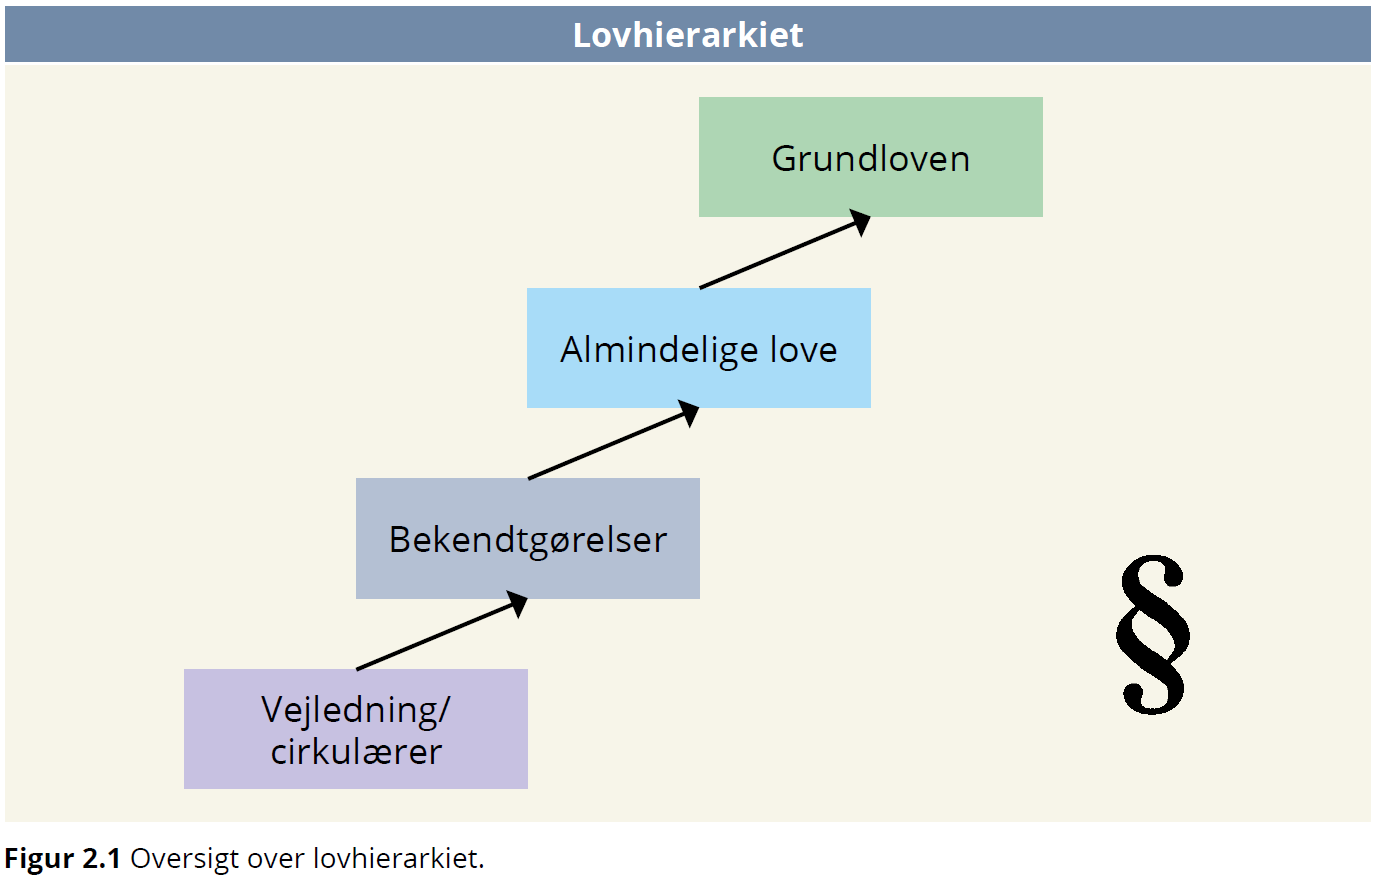 Lovhierarkiet
Grundloven
Almindelige love
Bekendtgørelser
Vejledning/
cirkulærer
§
Figur 2.1 Oversigt over lovhierarkiet.